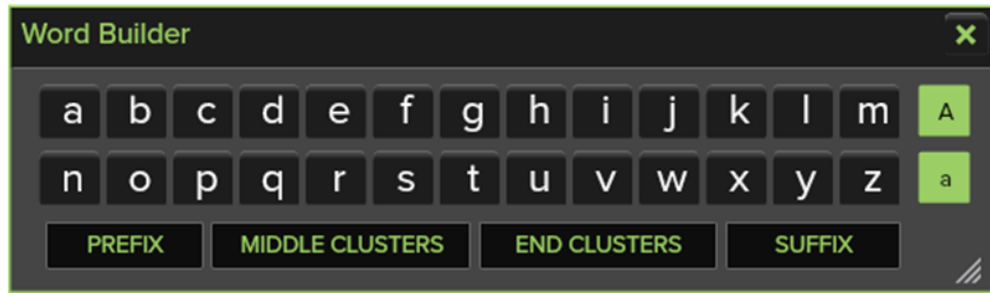 Word Builder
a b c d e f g h i j k l m A
n o p q r s t u v w x y z a
PREFIX MIDDLE CLUSTERS END CLUSTERS SUFFIX